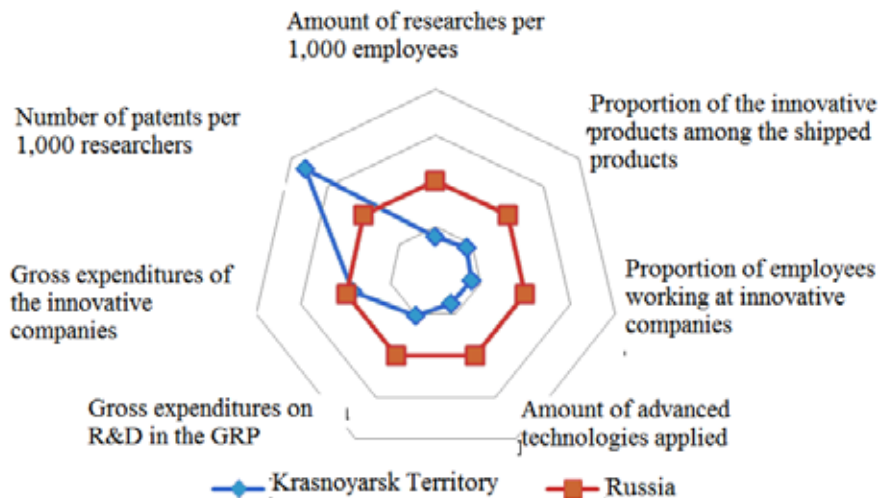 Amount of researches per
1,000 employees
Number of patents per
1,000 researchers
Proportion of the innovative
products among the shipped
products
Gross expenditures of
the innovative
companies
Proportion of employees
working at innovative
companies
Gross expenditures on
R&D in the GRP
Amount of advanced
technologies applied
Krasnoyarsk Territory
Russia